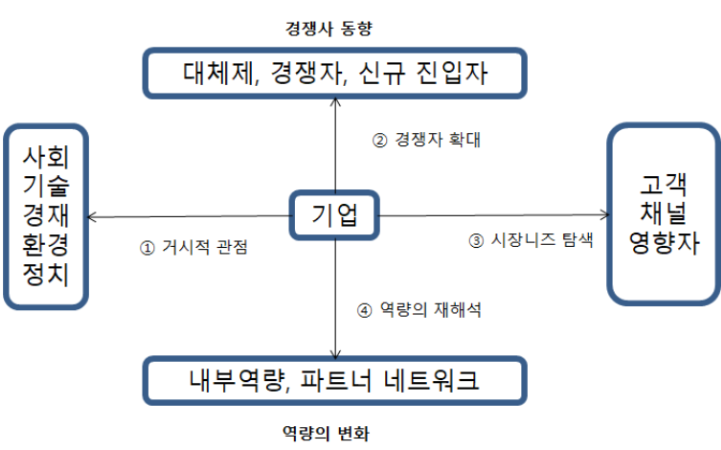 경쟁사 동향
대체제, 경쟁자, 신규 진입자
② 경쟁자 확대
사회
기술
경재
환경
정치
기업
고객
채널
영향자
① 거시적 관점
③ 시장니즈 탐색
④ 역량의 재해석
내부역량, 파트너 네트워크
역량의 변화